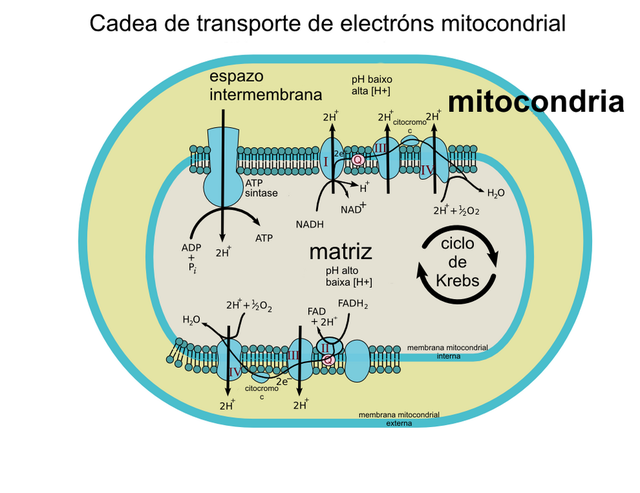 Cadea de transporte de electróns mitocondrial
espazo
intermembrana
pH baixo
alta [H+]
mitocondria
2H+
2H+
2H+
citocromo
c
I
2e-
Q
III
IV
ATP
sintase
H+
NAD+
NADH
H₂O
2H+ + ½O₂
ADP
+
Pi
2H+
ATP
matriz
pH alto
baixa [H+]
ciclo
de
Krebs
H₂O
2H+ + ½O₂
FAD
+ 2H+
FADH₂
IV
III
II
Q
2e-
citocromo
c
2H+
2H+
membrana mitocondrial
interna
membrana mitocondrial
externa